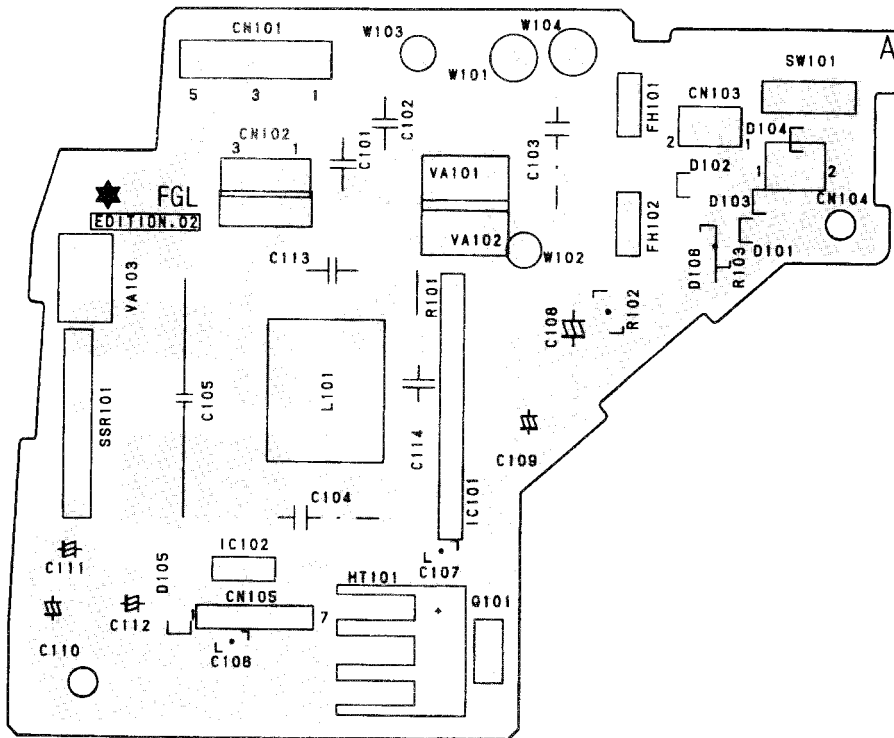 CN101
W103
W104
A
W101
SW101
5 3 1
CN103
FH101
C102
C101
CN102
3 1
C103
2 1
D104
D102
VA101
1 2
FGL
D103
CN104
EDITION.02
FH102
VA102
W102
D101
C113
D106
R103
VA103
R101
R102
C108
C105
L101
SSR101
C114
C109
C104
IC101
IC102
L
C107
C111
D105
HT101
CN105
Q101
1 7
C112
L
C108
C110